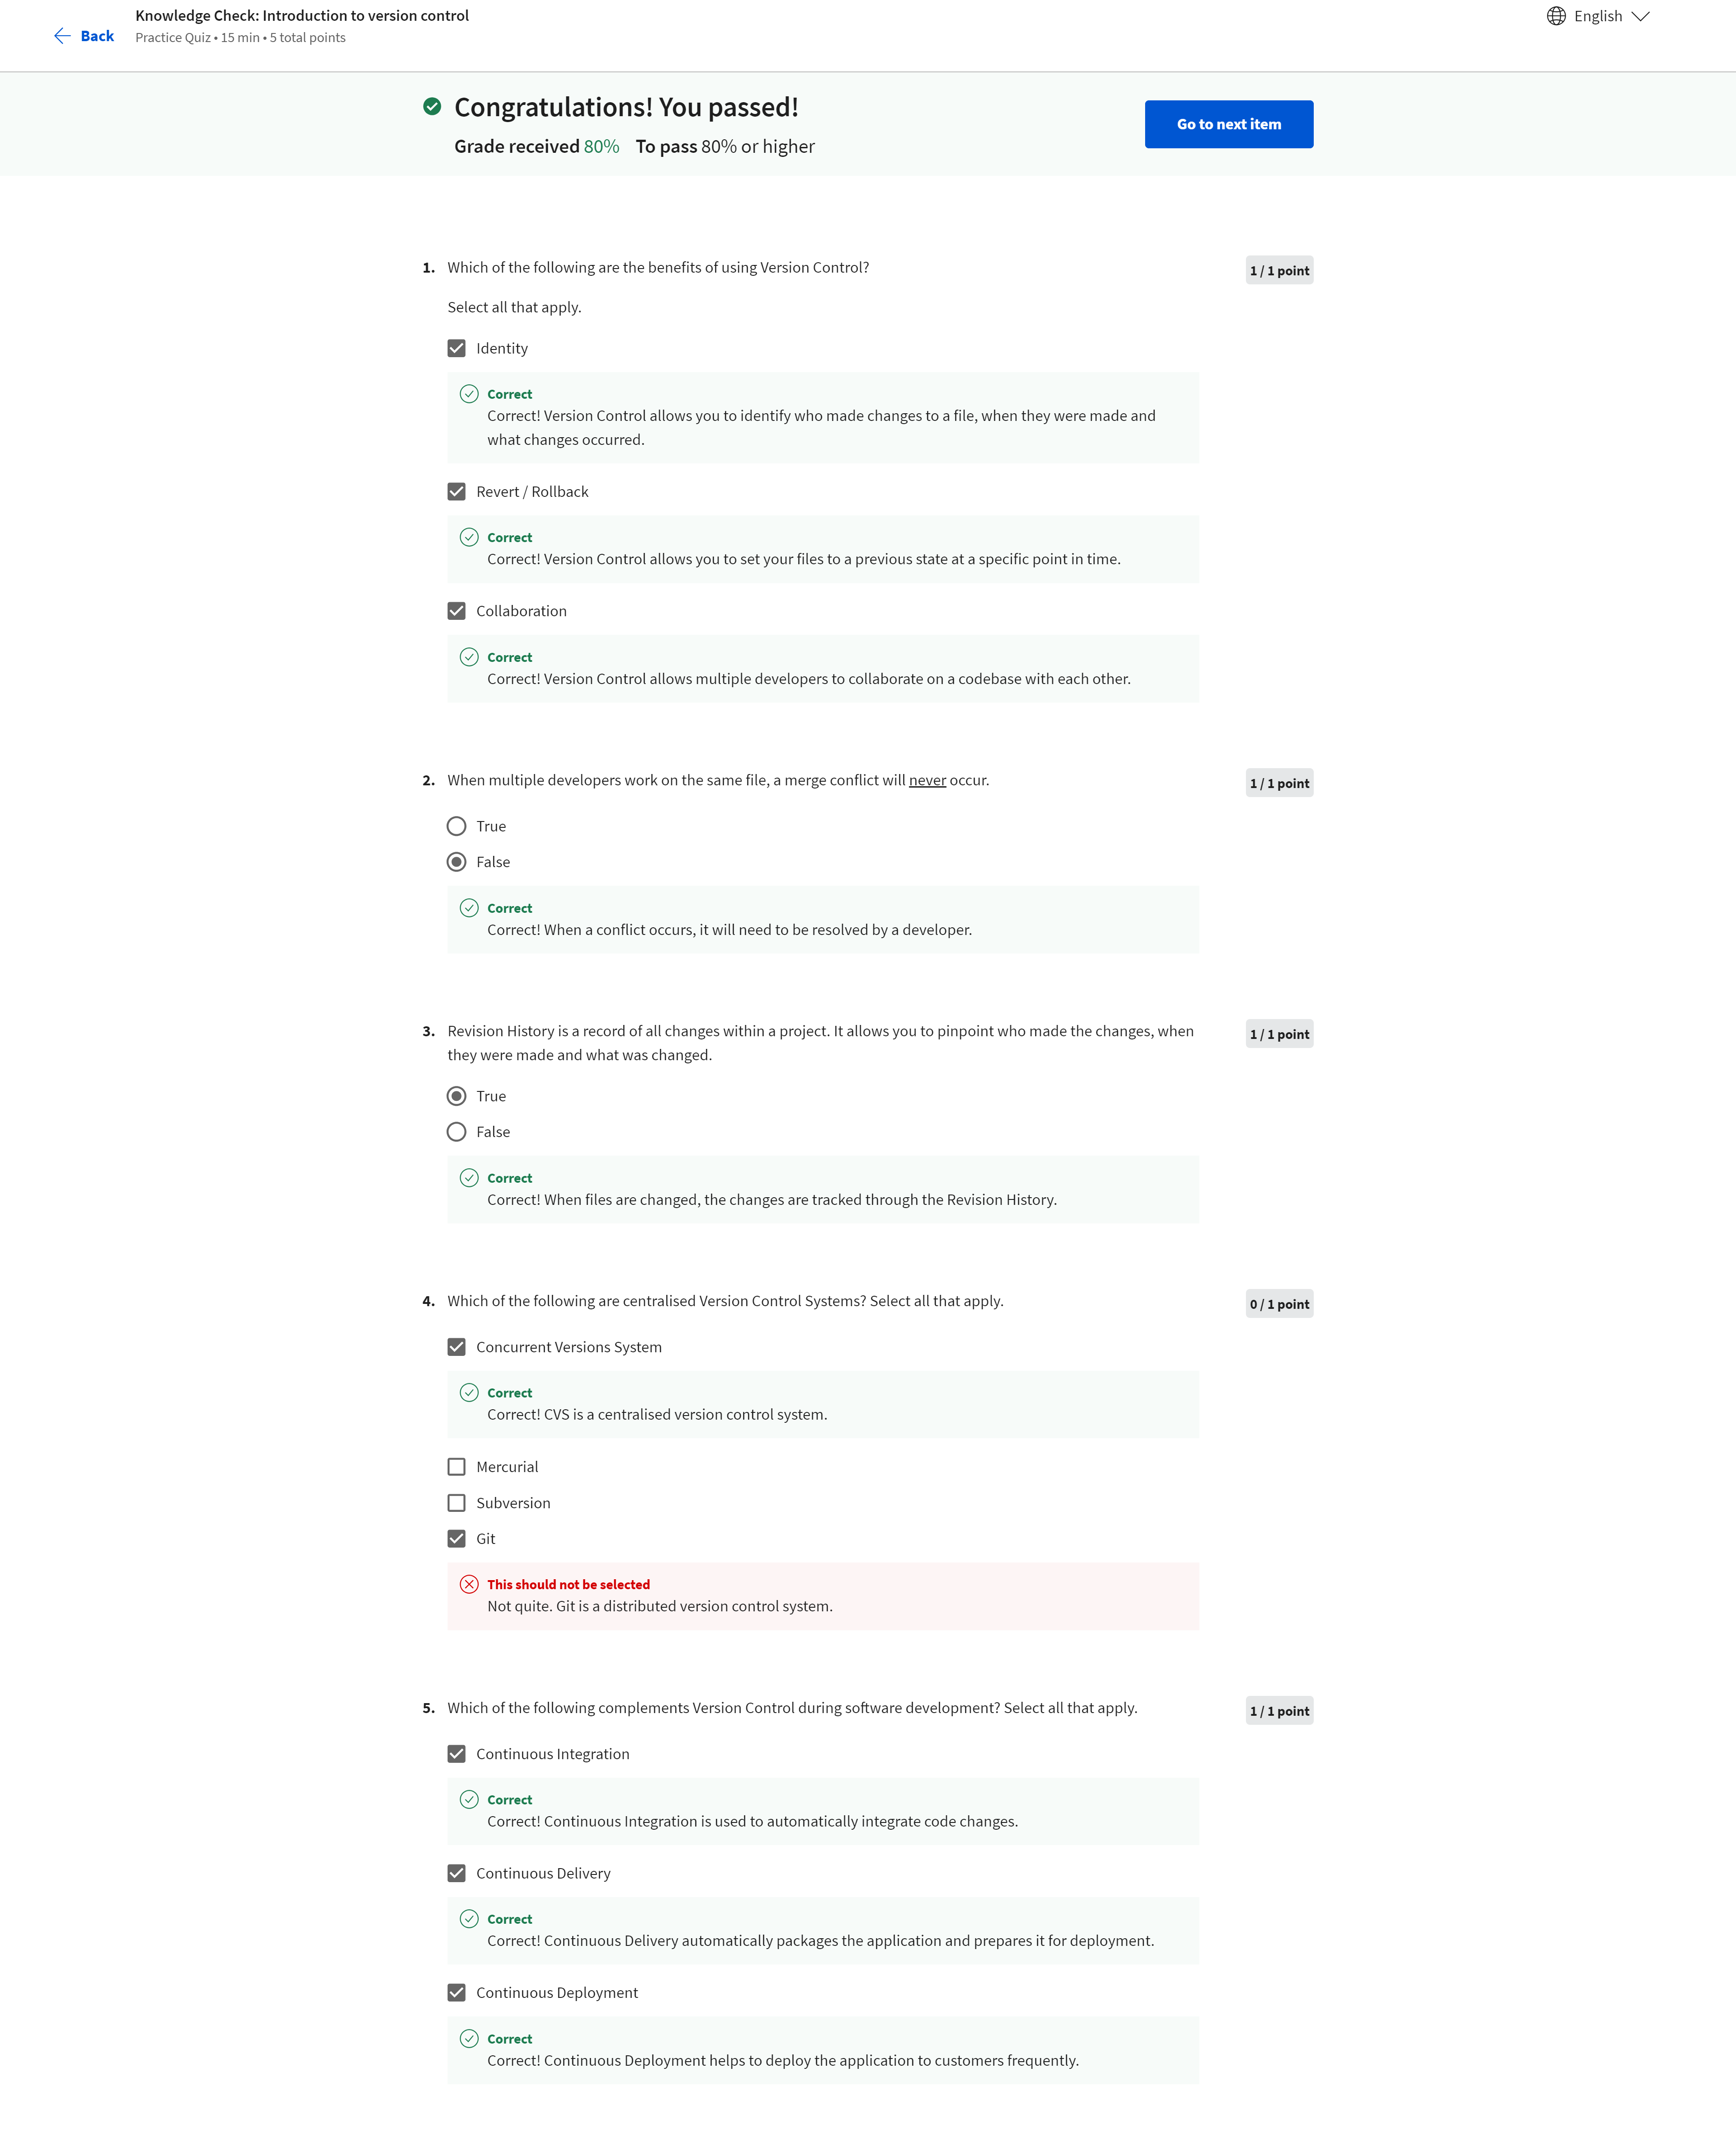 Back
Knowledge Check: Introduction to version control
Practice Quiz • 15 min • 5 total points
English
Congratulations! You passed!
Grade received 80% To pass 80% or higher
Go to next item
1. Which of the following are the benefits of using Version Control?
1 / 1 point
Select all that apply.
Identity
Correct
Correct! Version Control allows you to identify who made changes to a file, when they were made and
what changes occurred.
Revert / Rollback
Correct
Correct! Version Control allows you to set your files to a previous state at a specific point in time.
Collaboration
Correct
Correct! Version Control allows multiple developers to collaborate on a codebase with each other.
2. When multiple developers work on the same file, a merge conflict will never occur.
1 / 1 point
True
False
Correct
Correct! When a conflict occurs, it will need to be resolved by a developer.
3. Revision History is a record of all changes within a project. It allows you to pinpoint who made the changes, when
they were made and what was changed.
1 / 1 point
True
False
Correct
Correct! When files are changed, the changes are tracked through the Revision History.
4. Which of the following are centralised Version Control Systems? Select all that apply.
0 / 1 point
Concurrent Versions System
Correct
Correct! CVS is a centralised version control system.
Mercurial
Subversion
Git
This should not be selected
Not quite. Git is a distributed version control system.
5. Which of the following complements Version Control during software development? Select all that apply.
1 / 1 point
Continuous Integration
Correct
Correct! Continuous Integration is used to automatically integrate code changes.
Continuous Delivery
Correct
Correct! Continuous Delivery automatically packages the application and prepares it for deployment.
Continuous Deployment
Correct
Correct! Continuous Deployment helps to deploy the application to customers frequently.